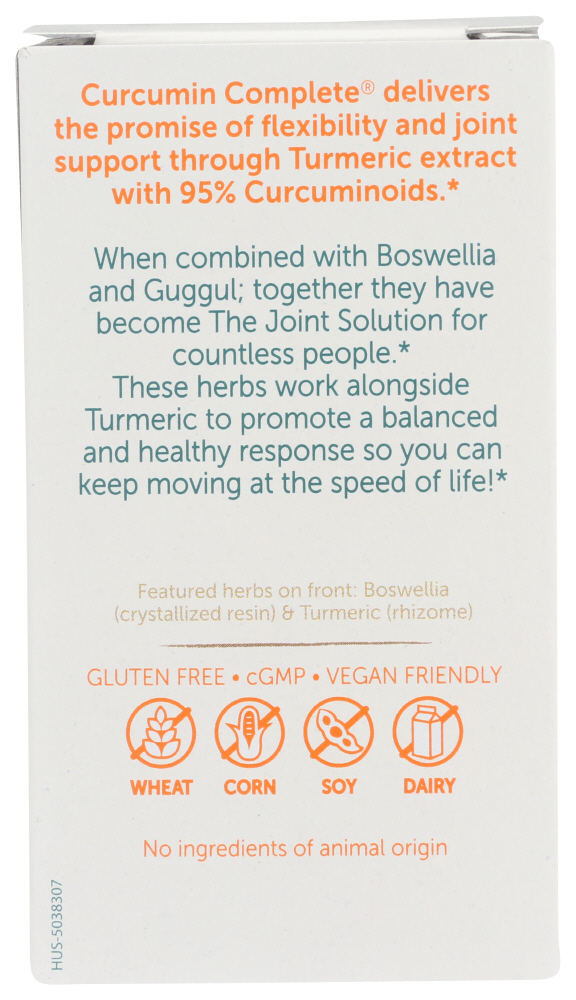 Curcumin Complete® delivers
the promise of flexibility and joint
support through Turmeric extract
with 95% Curcuminoids.*
When combined with Boswellia
and Guggul; together they have
become The Joint Solution for
countless people.*
These herbs work alongside
Turmeric to promote a balanced
and healthy response so you can
keep moving at the speed of life!*
Featured herbs on front: Boswellia
(crystallized resin) & Turmeric (rhizome)
GLUTEN FREE • cGMP • VEGAN FRIENDLY
WHEAT CORN SOY DAIRY
No ingredients of animal origin
HUS-5038307